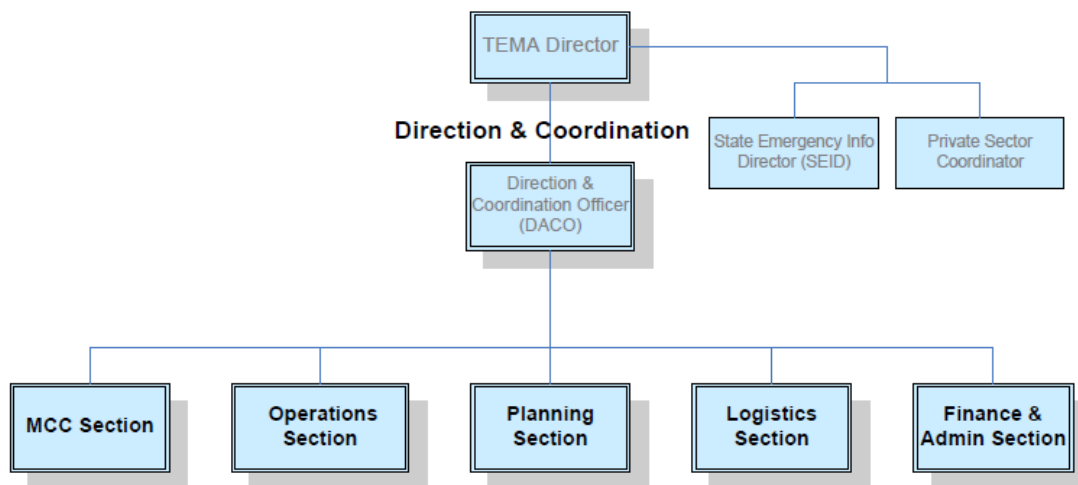 TEMA Director
Direction & Coordination
State Emergency Info
Director (SEID)
Private Sector
Coordinator
Direction &
Coordination Officer
(DACO)
MCC Section
Operations
Section
Planning
Section
Logistics
Section
Finance &
Admin Section